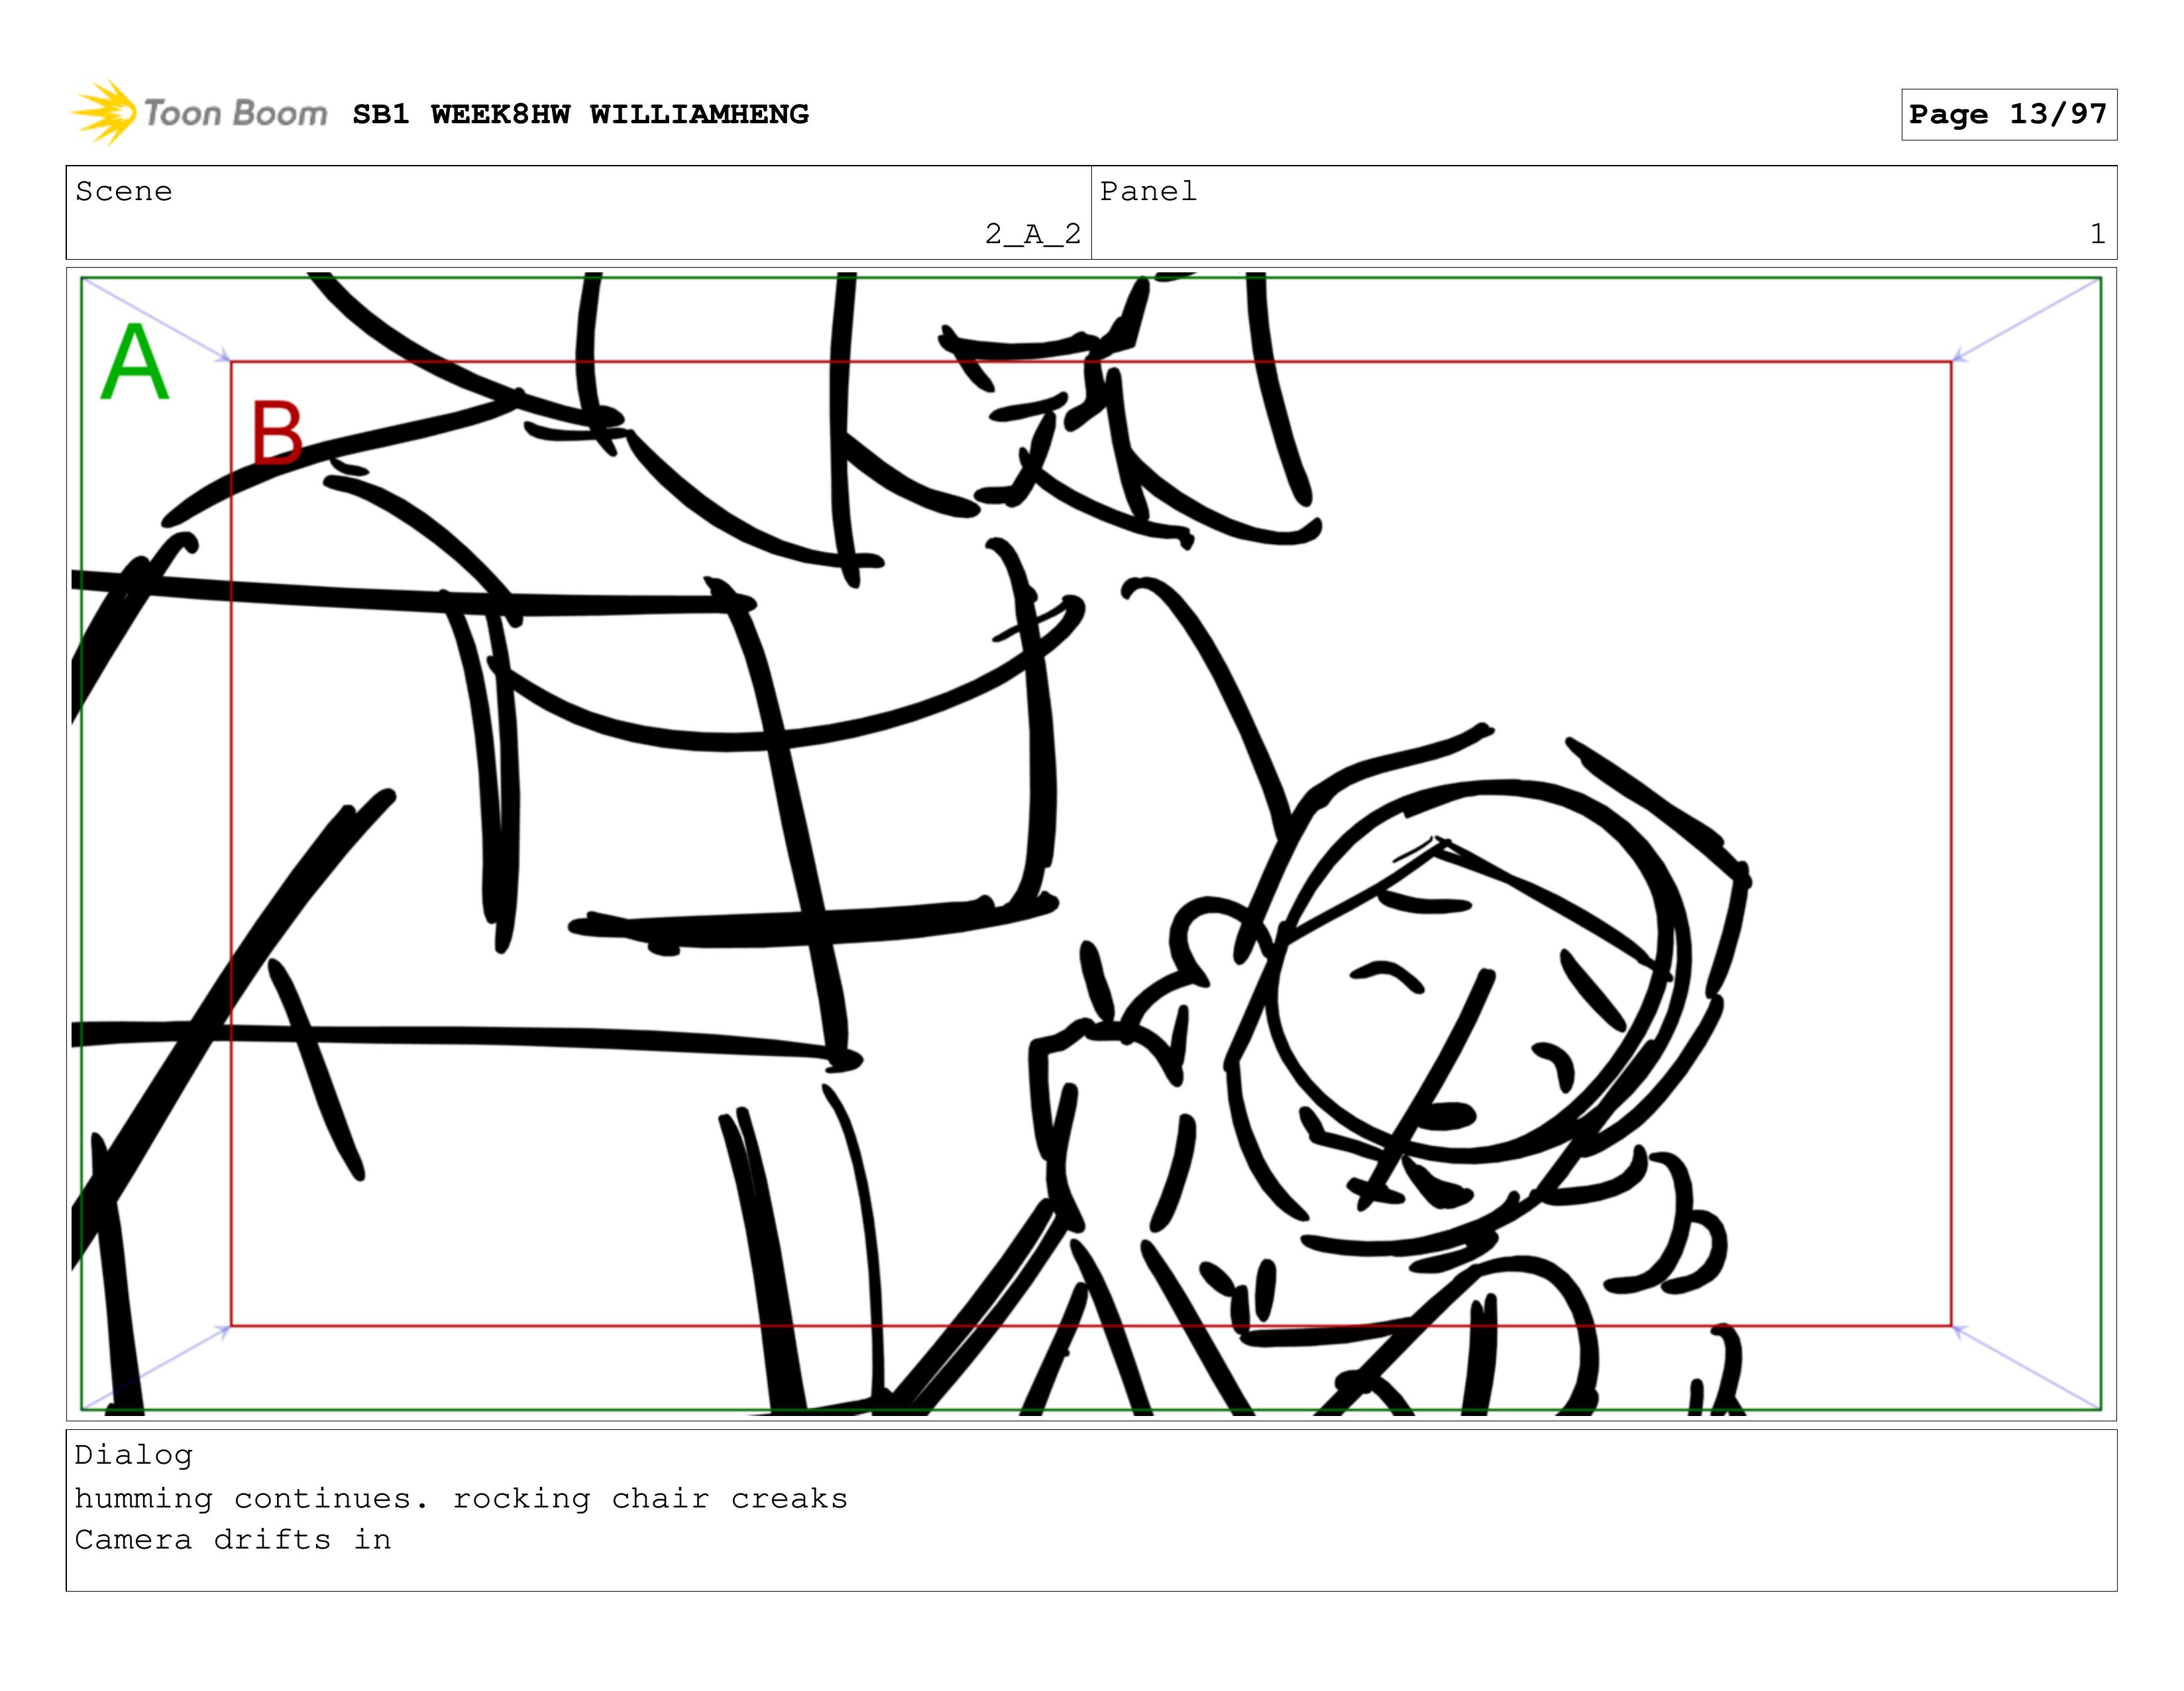 Toon Boom SB1 WEEK8HW WILLIAMHENG
Page 13/97
Scene
2_A_2
Panel
1
A
B
Dialog
humming continues. rocking chair creaks
Camera drifts in